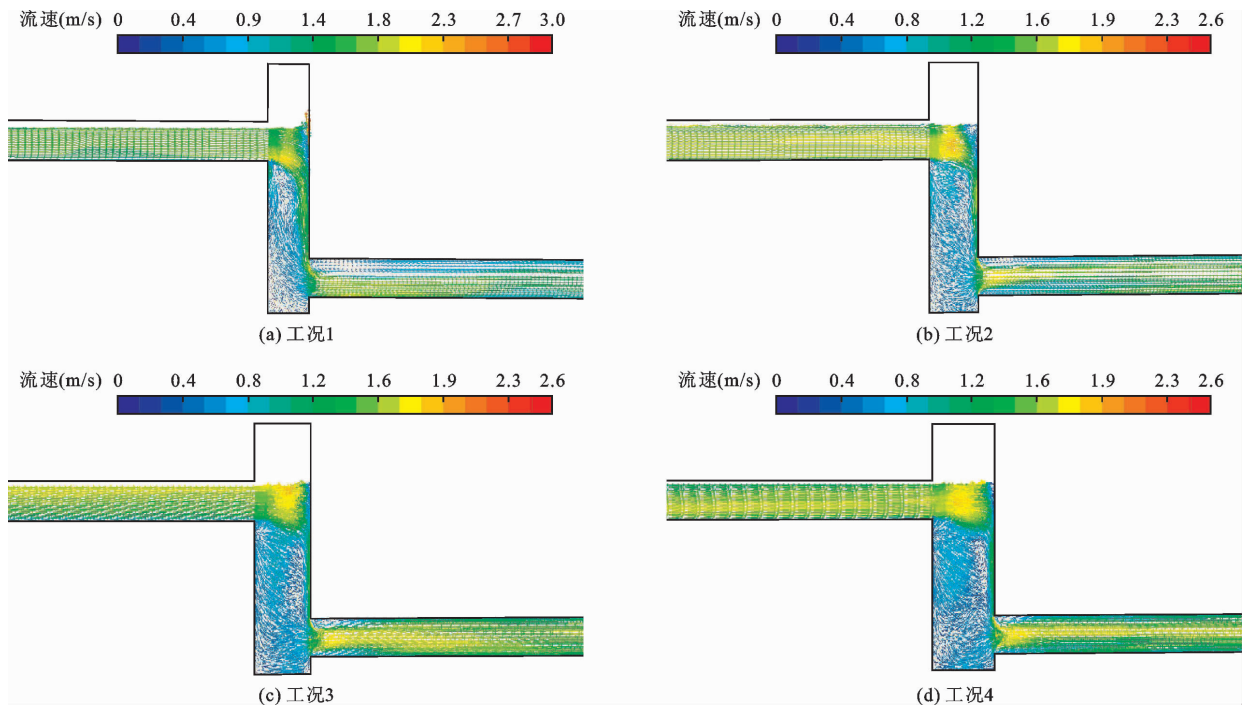 流速(m/s) 0 0.4 0.9 1.4 1.8 2.3 2.7 3.0
流速(m/s) 0 0.4 0.8 1.2 1.6 1.9 2.3 2.6
(a) 工况1
(b) 工况2
流速(m/s) 0 0.4 0.8 1.2 1.6 1.9 2.3 2.6
流速(m/s) 0 0.4 0.8 1.2 1.6 1.9 2.3 2.6
(c) 工况3
(d) 工况4